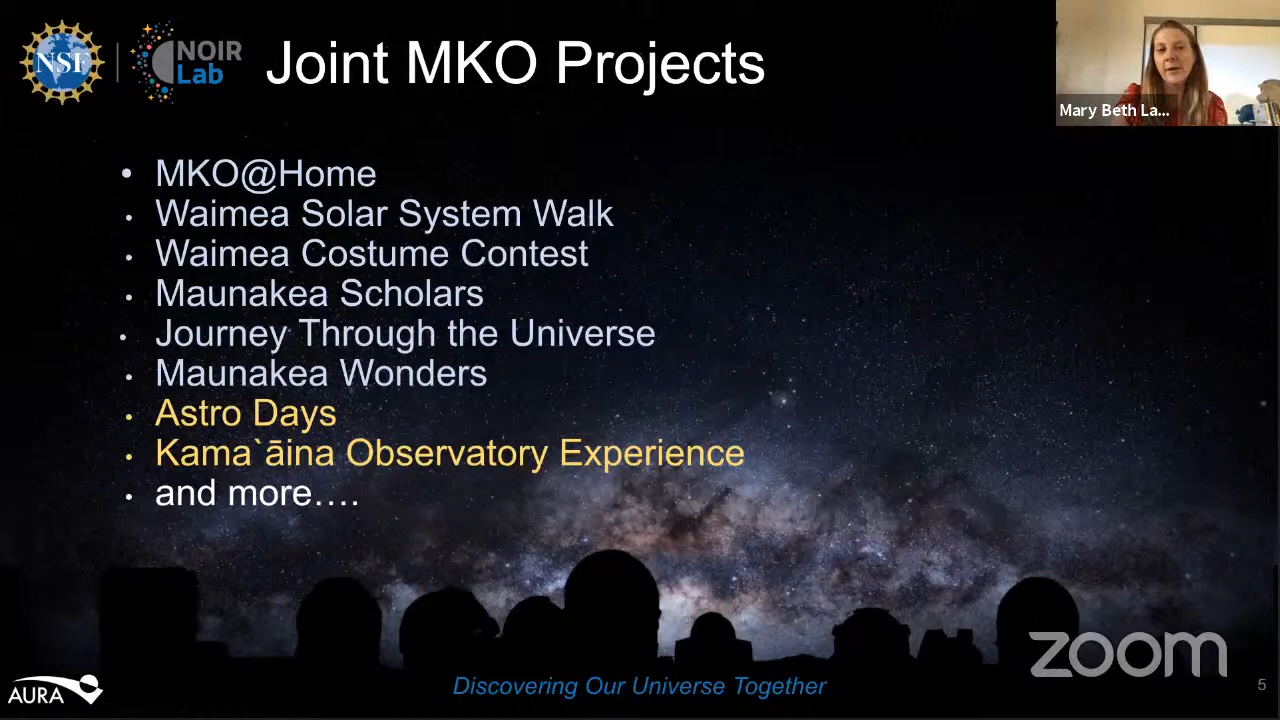 NSF
NOIR
Lab
Joint MKO Projects
Mary Beth La...
• MKO@Home
• Waimea Solar System Walk
• Waimea Costume Contest
• Maunakea Scholars
• Journey Through the Universe
• Maunakea Wonders
• Astro Days
• Kama`āina Observatory Experience
• and more….
zoom
AURA
Discovering Our Universe Together
5